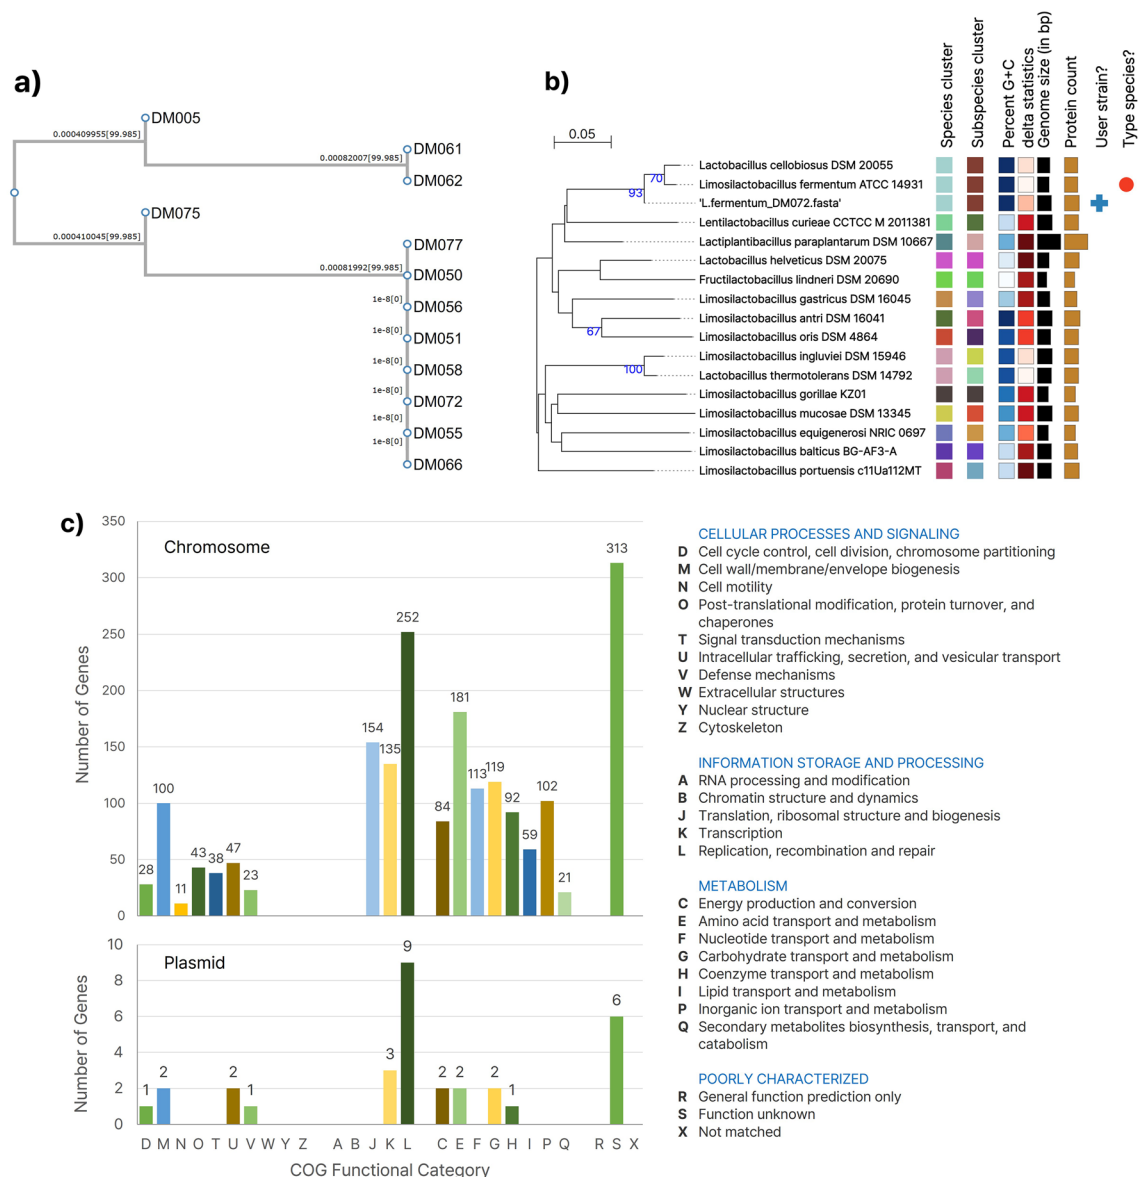 a)
DM005
0.000409955[99.985]
DM061
0.00082007[99.985]
DM062
DM075
0.000410045[99.985]
DM077
0.00081992[99.985]
DM050
1e-8[0]
DM056
1e-8[0]
DM051
1e-8[0]
DM058
1e-8[0]
DM072
1e-8[0]
DM055
1e-8[0]
DM066
b)
0.05
Species cluster
Subspecies cluster
Percent G+C
delta statistics
Genome size (in bp)
Protein count
User strain?
Type species?
Lactobacillus cellobiosus DSM 20055
70
Limosilactobacillus fermentum ATCC 14931
93
'L.fermentum_DM072.fasta'
Lentilactobacillus curieae CCTCC M 2011381
Lactiplantibacillus paraplantarum DSM 10667
Lactobacillus helveticus DSM 20075
Fructilactobacillus lindneri DSM 20690
Limosilactobacillus gastricus DSM 16045
Limosilactobacillus antri DSM 16041
67
Limosilactobacillus oris DSM 4864
Limosilactobacillus ingluviei DSM 15946
100
Lactobacillus thermotolerans DSM 14792
Limosilactobacillus gorillae KZ01
Limosilactobacillus mucosae DSM 13345
Limosilactobacillus equigenerosi NRIC 0697
Limosilactobacillus balticus BG-AF3-A
Limosilactobacillus portuensis c11Ua112MT
c)
Chromosome
Number of Genes
350
300
250
200
150
100
50
0
28
100
11
43
38
47
23
154
135
252
84
181
113
119
92
59
102
21
313
Plasmid
Number of Genes
10
8
6
4
2
0
1
2
2
1
3
9
2
2
2
1
6
D M N O T U V W Y Z A B J K L C E F G H I P Q R S X
COG Functional Category
CELLULAR PROCESSES AND SIGNALING
D Cell cycle control, cell division, chromosome partitioning
M Cell wall/membrane/envelope biogenesis
N Cell motility
O Post-translational modification, protein turnover, and
chaperones
T Signal transduction mechanisms
U Intracellular trafficking, secretion, and vesicular transport
V Defense mechanisms
W Extracellular structures
Y Nuclear structure
Z Cytoskeleton
INFORMATION STORAGE AND PROCESSING
A RNA processing and modification
B Chromatin structure and dynamics
J Translation, ribosomal structure and biogenesis
K Transcription
L Replication, recombination and repair
METABOLISM
C Energy production and conversion
E Amino acid transport and metabolism
F Nucleotide transport and metabolism
G Carbohydrate transport and metabolism
H Coenzyme transport and metabolism
I Lipid transport and metabolism
P Inorganic ion transport and metabolism
Q Secondary metabolites biosynthesis, transport, and
catabolism
POORLY CHARACTERIZED
R General function prediction only
S Function unknown
X Not matched